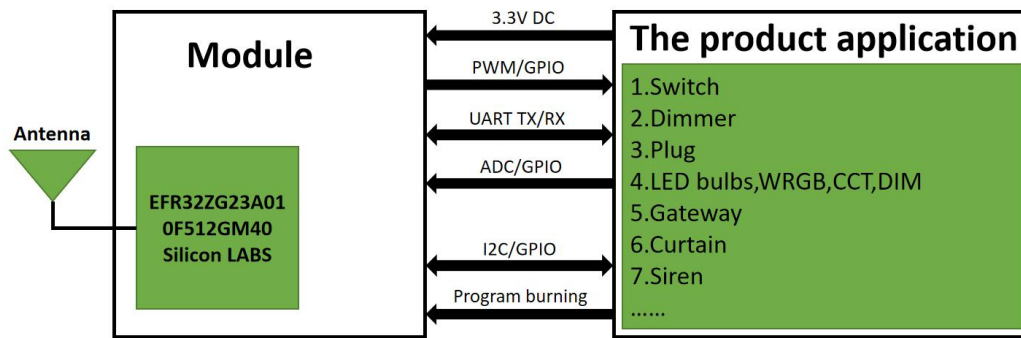 Module
Antenna
EFR32ZG23A01
0F512GM40
Silicon LABS
3.3V DC
PWM/GPIO
UART TX/RX
ADC/GPIO
I2C/GPIO
Program burning
The product application
1.Switch
2.Dimmer
3.Plug
4.LED bulbs,WRGB,CCT,DIM
5.Gateway
6.Curtain
7.Siren
……